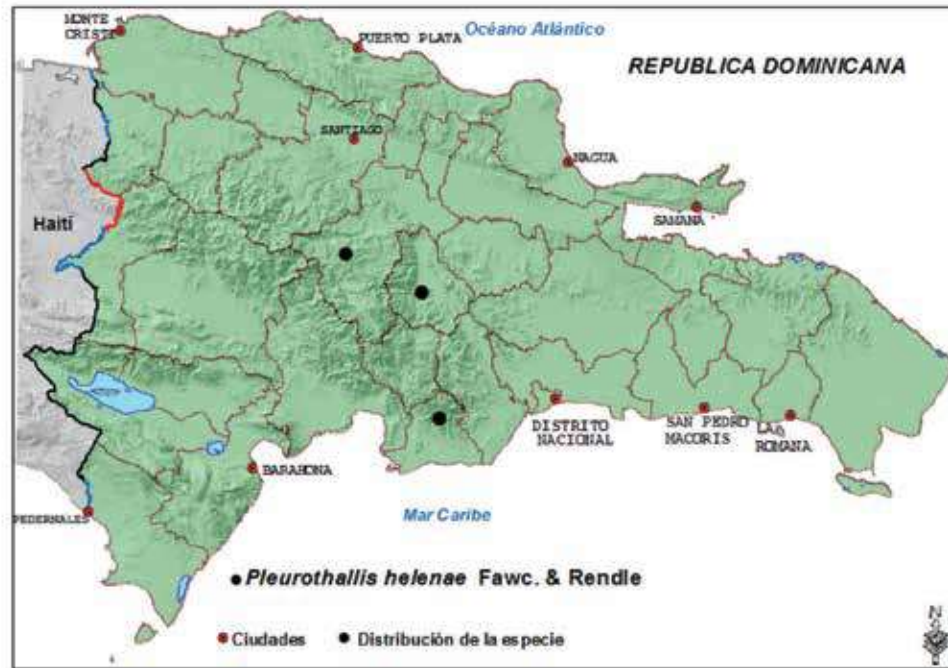 MONTE
CRISTI
PUERTO PLATA
Océano Atlántico
REPUBLICA DOMINICANA
SANTIAGO
NAGUA
SAMANA
Haití
DISTRITO
NACIONAL
SAN PEDRO
MACORIS
LA
ROMANA
BARAHONA
PEDERNALES
Mar Caribe
Pleurothallis helenae Fawc. & Rendle
Ciudades
Distribución de la especie
N